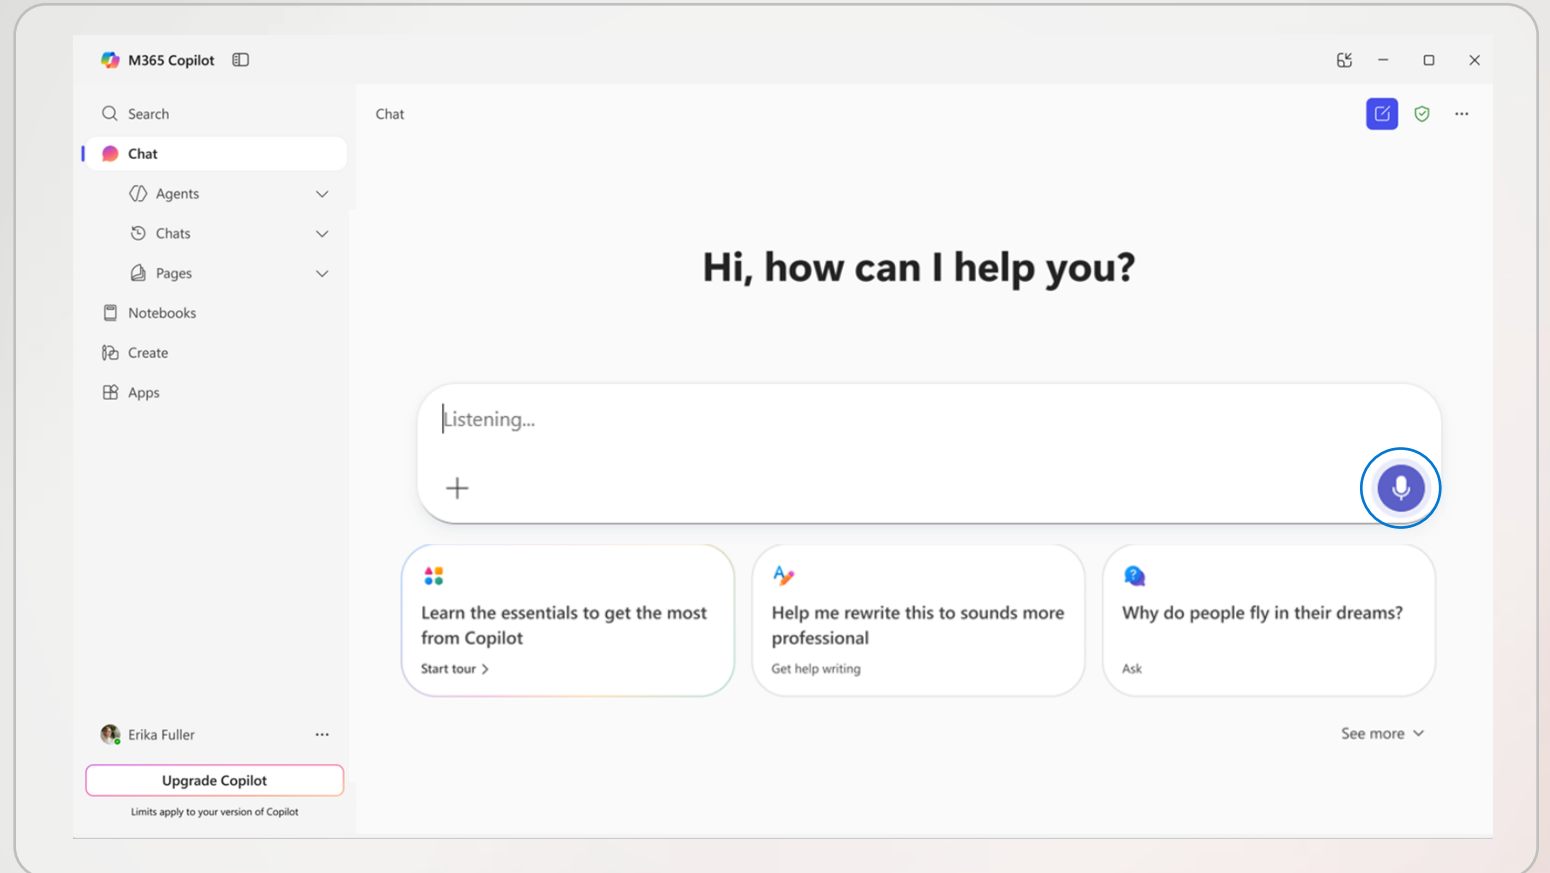 M365 Copilot
Search
Chat
Agents
Chats
Pages
Notebooks
Create
Apps
Erika Fuller
Upgrade Copilot
Limits apply to your version of Copilot
Chat
Hi, how can I help you?
Listening...
Learn the essentials to get the most
from Copilot
Start tour
Help me rewrite this to sounds more
professional
Get help writing
Why do people fly in their dreams?
Ask
See more